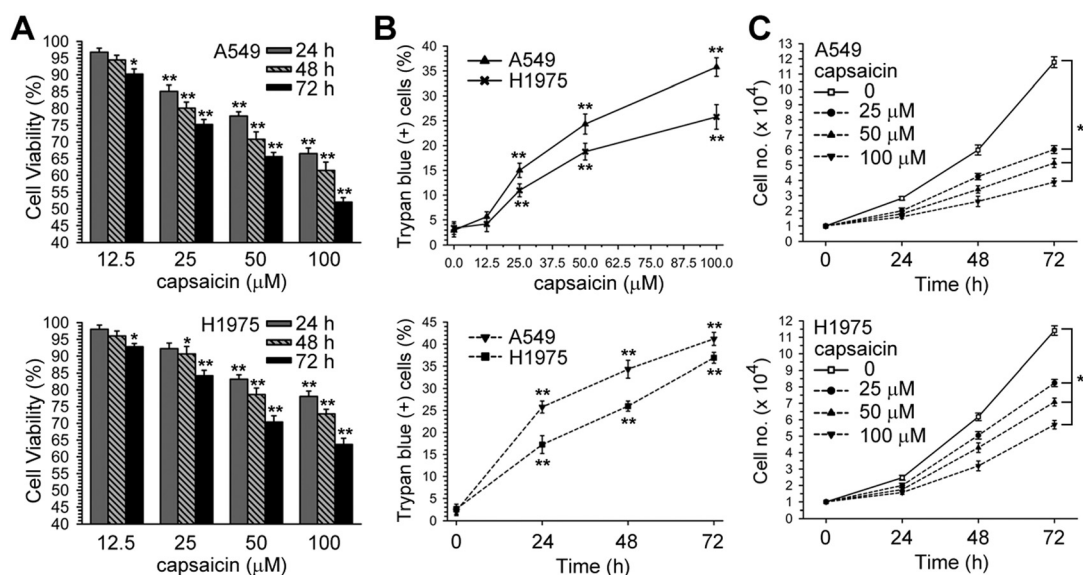 A
B
C
Cell Viability (%)
100
95
90
85
80
75
70
65
60
55
50
45
40
A549
24 h
48 h
72 h
*
** ** **
** ** **
** ** **
12.5 25 50 100
capsaicin (μM)
Trypan blue (+) cells (%)
40
35
30
25
20
15
10
5
0
A549
H1975
** ** **
** ** **
0.0 12.5 25.0 37.5 50.0 62.5 75.0 87.5 100.0
capsaicin (μM)
Cell no. (x 10⁴)
13
12
11
10
9
8
7
6
5
4
3
2
1
0
A549
capsaicin
0
25 μM
50 μM
100 μM
*
0 24 48 72
Time (h)
Cell Viability (%)
100
95
90
85
80
75
70
65
60
55
50
45
40
H1975
24 h
48 h
72 h
*
* **
** ** **
** ** **
12.5 25 50 100
capsaicin (μM)
Trypan blue (+) cells (%)
45
40
35
30
25
20
15
10
5
0
A549
H1975
** ** **
** ** **
0 24 48 72
Time (h)
Cell no. (x 10⁴)
12
11
10
9
8
7
6
5
4
3
2
1
0
H1975
capsaicin
0
25 μM
50 μM
100 μM
*
0 24 48 72
Time (h)